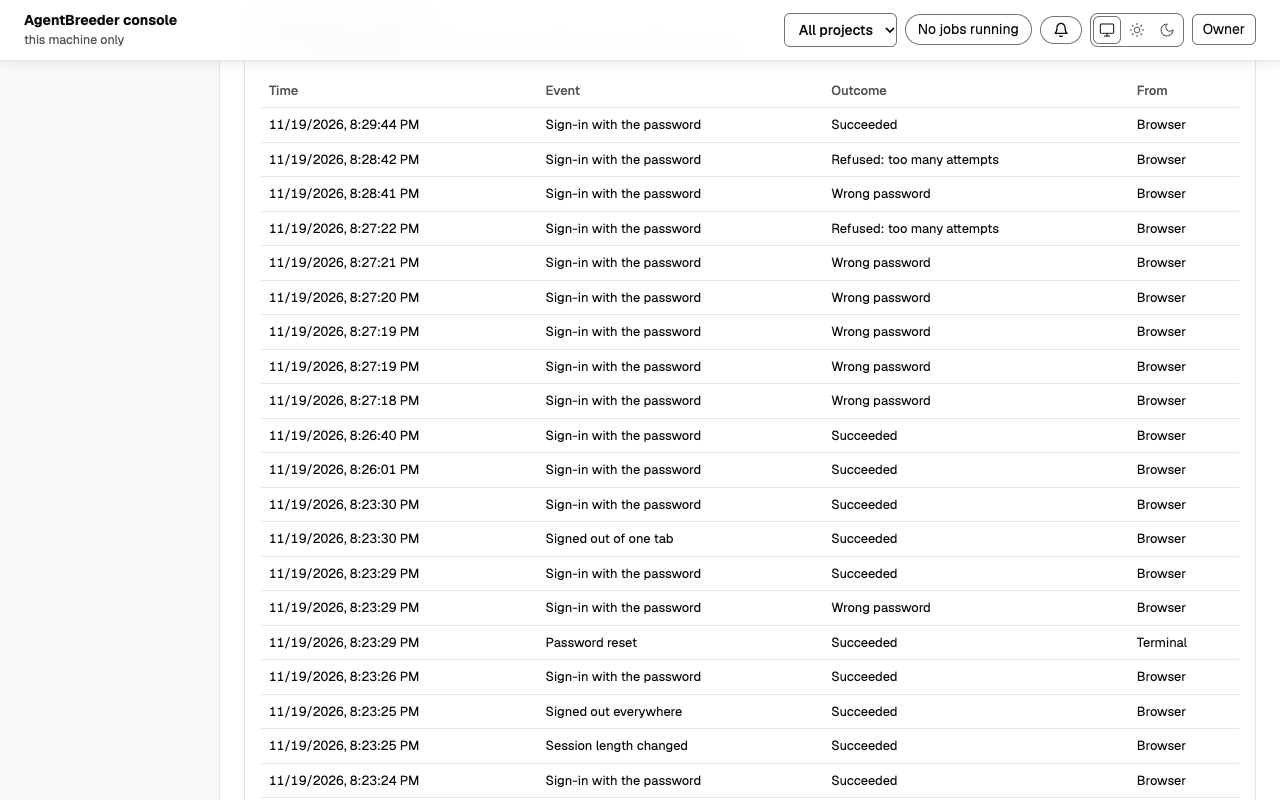 AgentBreeder console
this machine only
All projects
No jobs running
Owner
Time Event Outcome From
11/19/2026, 8:29:44 PM Sign-in with the password Succeeded Browser
11/19/2026, 8:28:42 PM Sign-in with the password Refused: too many attempts Browser
11/19/2026, 8:28:41 PM Sign-in with the password Wrong password Browser
11/19/2026, 8:27:22 PM Sign-in with the password Refused: too many attempts Browser
11/19/2026, 8:27:21 PM Sign-in with the password Wrong password Browser
11/19/2026, 8:27:20 PM Sign-in with the password Wrong password Browser
11/19/2026, 8:27:19 PM Sign-in with the password Wrong password Browser
11/19/2026, 8:27:19 PM Sign-in with the password Wrong password Browser
11/19/2026, 8:27:18 PM Sign-in with the password Wrong password Browser
11/19/2026, 8:26:40 PM Sign-in with the password Succeeded Browser
11/19/2026, 8:26:01 PM Sign-in with the password Succeeded Browser
11/19/2026, 8:23:30 PM Sign-in with the password Succeeded Browser
11/19/2026, 8:23:30 PM Signed out of one tab Succeeded Browser
11/19/2026, 8:23:29 PM Sign-in with the password Succeeded Browser
11/19/2026, 8:23:29 PM Sign-in with the password Wrong password Browser
11/19/2026, 8:23:29 PM Password reset Succeeded Terminal
11/19/2026, 8:23:26 PM Sign-in with the password Succeeded Browser
11/19/2026, 8:23:25 PM Signed out everywhere Succeeded Browser
11/19/2026, 8:23:25 PM Session length changed Succeeded Browser
11/19/2026, 8:23:24 PM Sign-in with the password Succeeded Browser